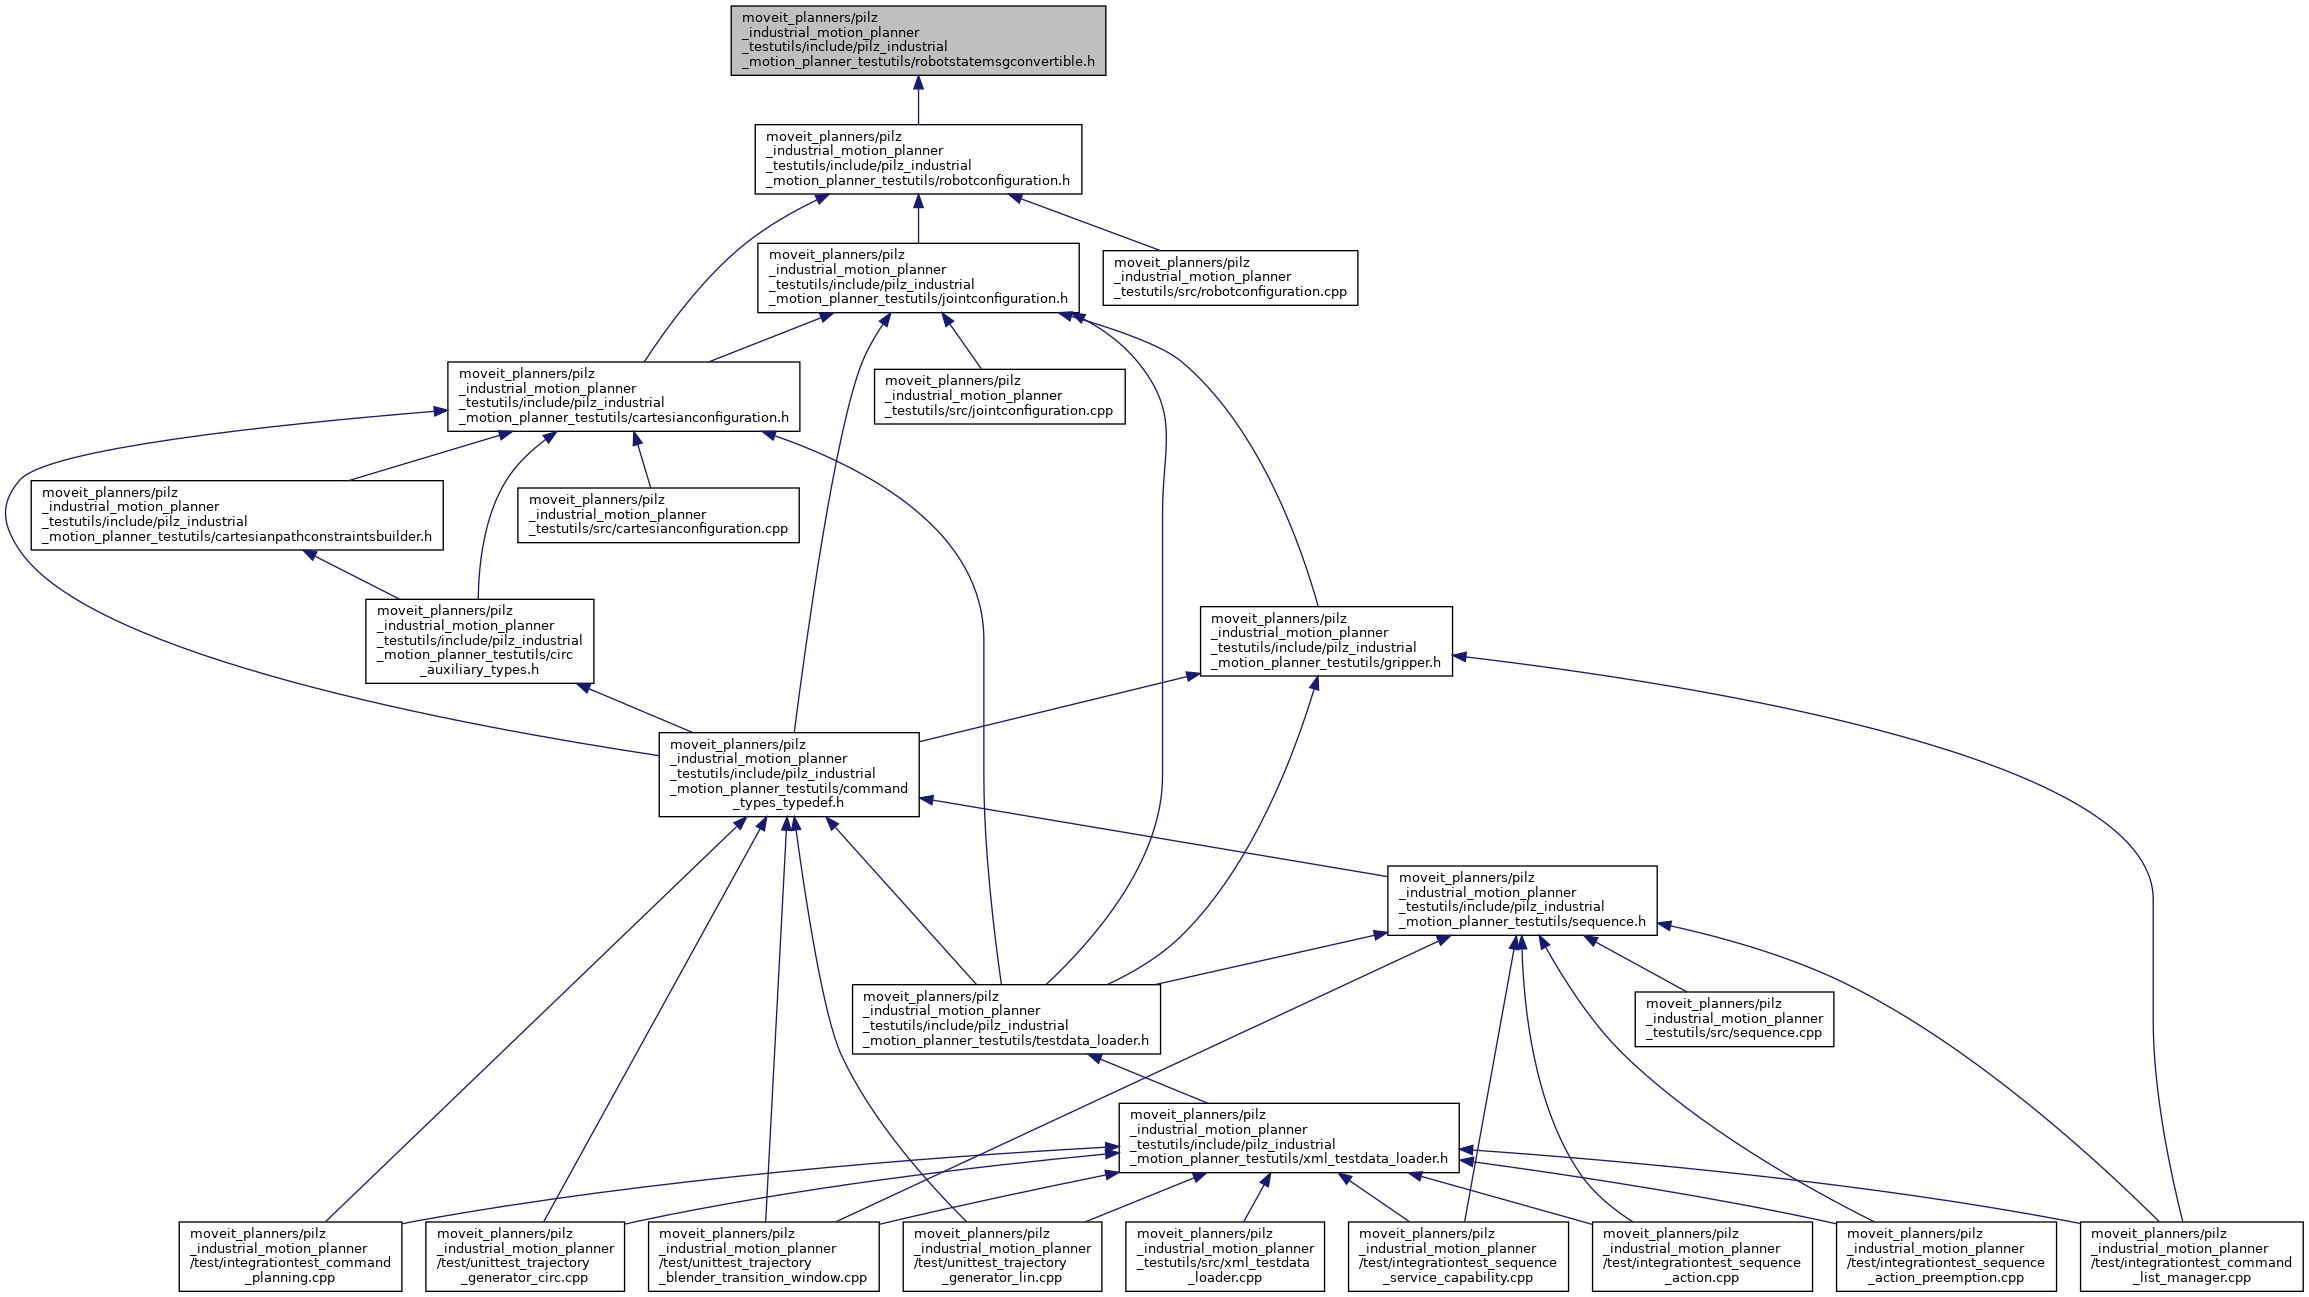 moveit_planners/pilz
_industrial_motion_planner
_testutils/include/pilz_industrial
_motion_planner_testutils/robotstatemsgconvertible.h
moveit_planners/pilz
_industrial_motion_planner
_testutils/include/pilz_industrial
_motion_planner_testutils/robotconfiguration.h
moveit_planners/pilz
_industrial_motion_planner
_testutils/include/pilz_industrial
_motion_planner_testutils/jointconfiguration.h
moveit_planners/pilz
_industrial_motion_planner
_testutils/src/robotconfiguration.cpp
moveit_planners/pilz
_industrial_motion_planner
_testutils/include/pilz_industrial
_motion_planner_testutils/cartesianconfiguration.h
moveit_planners/pilz
_industrial_motion_planner
_testutils/src/jointconfiguration.cpp
moveit_planners/pilz
_industrial_motion_planner
_testutils/include/pilz_industrial
_motion_planner_testutils/cartesianpathconstraintsbuilder.h
moveit_planners/pilz
_industrial_motion_planner
_testutils/src/cartesianconfiguration.cpp
moveit_planners/pilz
_industrial_motion_planner
_testutils/include/pilz_industrial
_motion_planner_testutils/circ
_auxiliary_types.h
moveit_planners/pilz
_industrial_motion_planner
_testutils/include/pilz_industrial
_motion_planner_testutils/gripper.h
moveit_planners/pilz
_industrial_motion_planner
_testutils/include/pilz_industrial
_motion_planner_testutils/command
_types_typedef.h
moveit_planners/pilz
_industrial_motion_planner
_testutils/include/pilz_industrial
_motion_planner_testutils/sequence.h
moveit_planners/pilz
_industrial_motion_planner
_testutils/include/pilz_industrial
_motion_planner_testutils/testdata_loader.h
moveit_planners/pilz
_industrial_motion_planner
_testutils/src/sequence.cpp
moveit_planners/pilz
_industrial_motion_planner
_testutils/include/pilz_industrial
_motion_planner_testutils/xml_testdata_loader.h
moveit_planners/pilz
_industrial_motion_planner
/test/integrationtest_command
_planning.cpp
moveit_planners/pilz
_industrial_motion_planner
/test/unittest_trajectory
_generator_circ.cpp
moveit_planners/pilz
_industrial_motion_planner
/test/unittest_trajectory
_blender_transition_window.cpp
moveit_planners/pilz
_industrial_motion_planner
/test/unittest_trajectory
_generator_lin.cpp
moveit_planners/pilz
_industrial_motion_planner
_testutils/src/xml_testdata
_loader.cpp
moveit_planners/pilz
_industrial_motion_planner
/test/integrationtest_sequence
_service_capability.cpp
moveit_planners/pilz
_industrial_motion_planner
/test/integrationtest_sequence
_action.cpp
moveit_planners/pilz
_industrial_motion_planner
/test/integrationtest_sequence
_action_preemption.cpp
moveit_planners/pilz
_industrial_motion_planner
/test/integrationtest_command
_list_manager.cpp